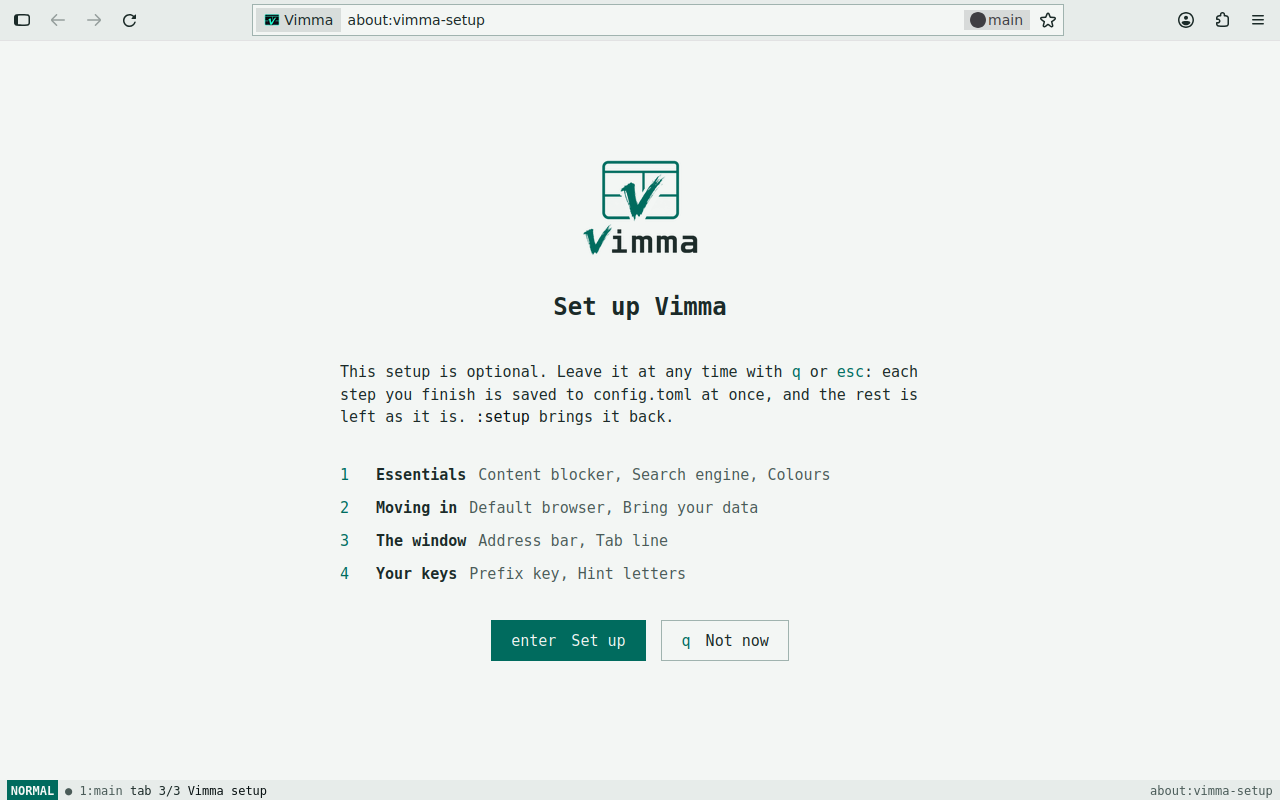 Vimma about:vimma-setup main
Vimma
Set up Vimma
This setup is optional. Leave it at any time with q or esc: each
step you finish is saved to config.toml at once, and the rest is
left as it is. :setup brings it back.
1 Essentials Content blocker, Search engine, Colours
2 Moving in Default browser, Bring your data
3 The window Address bar, Tab line
4 Your keys Prefix key, Hint letters
enter Set up q Not now
NORMAL ● 1:main tab 3/3 Vimma setup about:vimma-setup